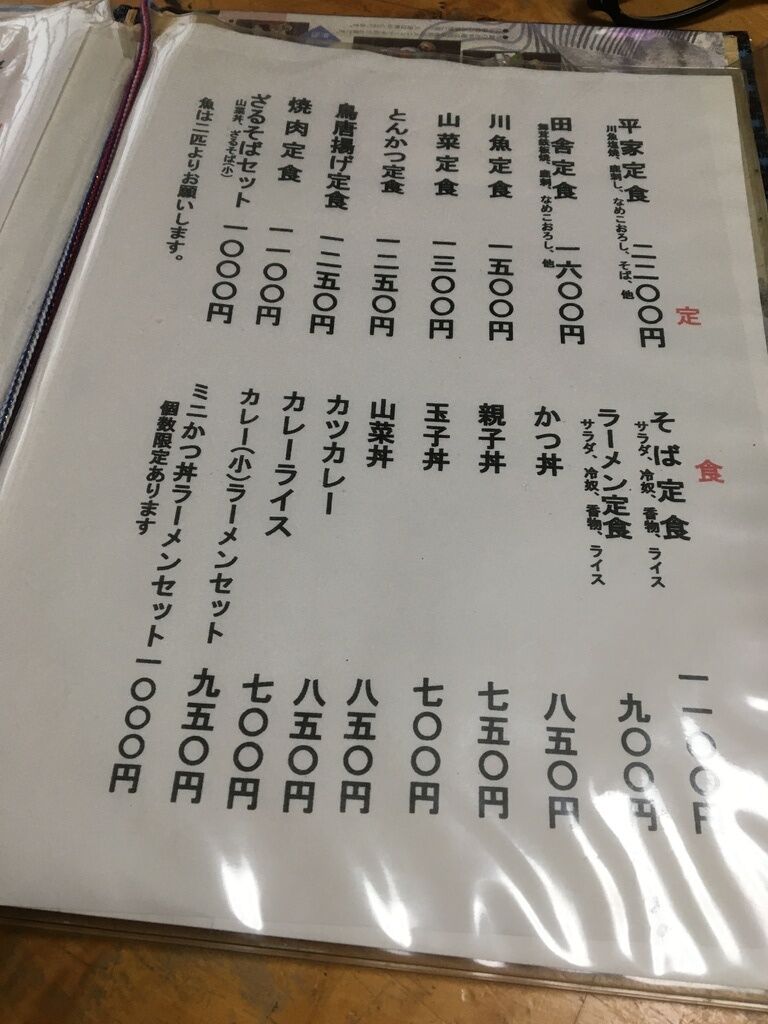 定食
平家定食 二二〇〇円
川魚塩焼、鹿刺し、なめこおろし、そば、他
田舎定食 一六〇〇円
鹿刺、なめこおろし、他
川魚定食 一五〇〇円
山菜定食 一三〇〇円
とんかつ定食 一二五〇円
鳥唐揚げ定食 一二五〇円
焼肉定食 一一〇〇円
ざるそばセット 一〇〇〇円
山菜丼、ざるそば(小)
魚は二匹よりお願いします。
そば定食 一一〇〇円
サラダ、冷奴、香物、ライス
ラーメン定食 九〇〇円
サラダ、冷奴、香物、ライス
かつ丼 八五〇円
親子丼 七五〇円
玉子丼 七〇〇円
山菜丼 八五〇円
カツカレー 八五〇円
カレーライス 七〇〇円
カレー(小)ラーメンセット 九五〇円
ミニかつ丼ラーメンセット 一〇〇〇円
個数限定あります